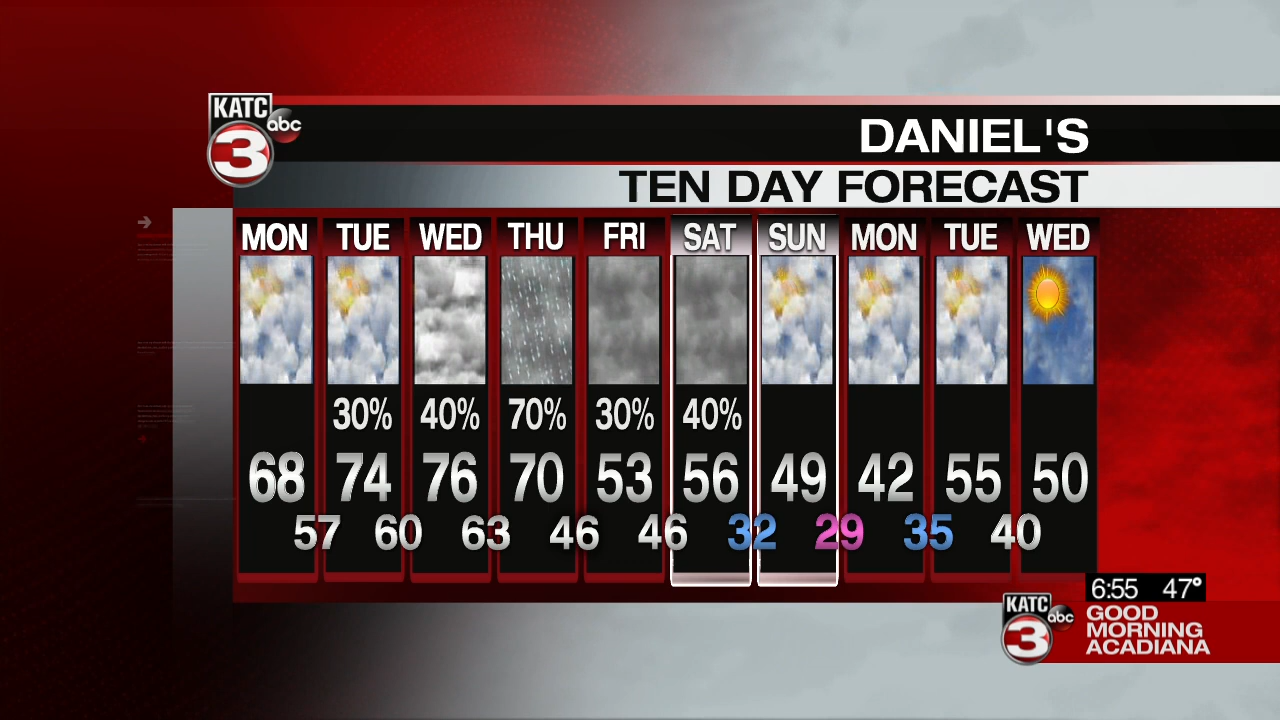 KATC
abc
3
DANIEL'S
TEN DAY FORECAST
MON TUE WED THU FRI SAT SUN MON TUE WED
30% 40% 70% 30% 40%
68 74 76 70 53 56 49 42 55 50
57 60 63 46 46 32 29 35 40
6:55 47°
KATC
abc
3
GOOD
MORNING
ACADIANA